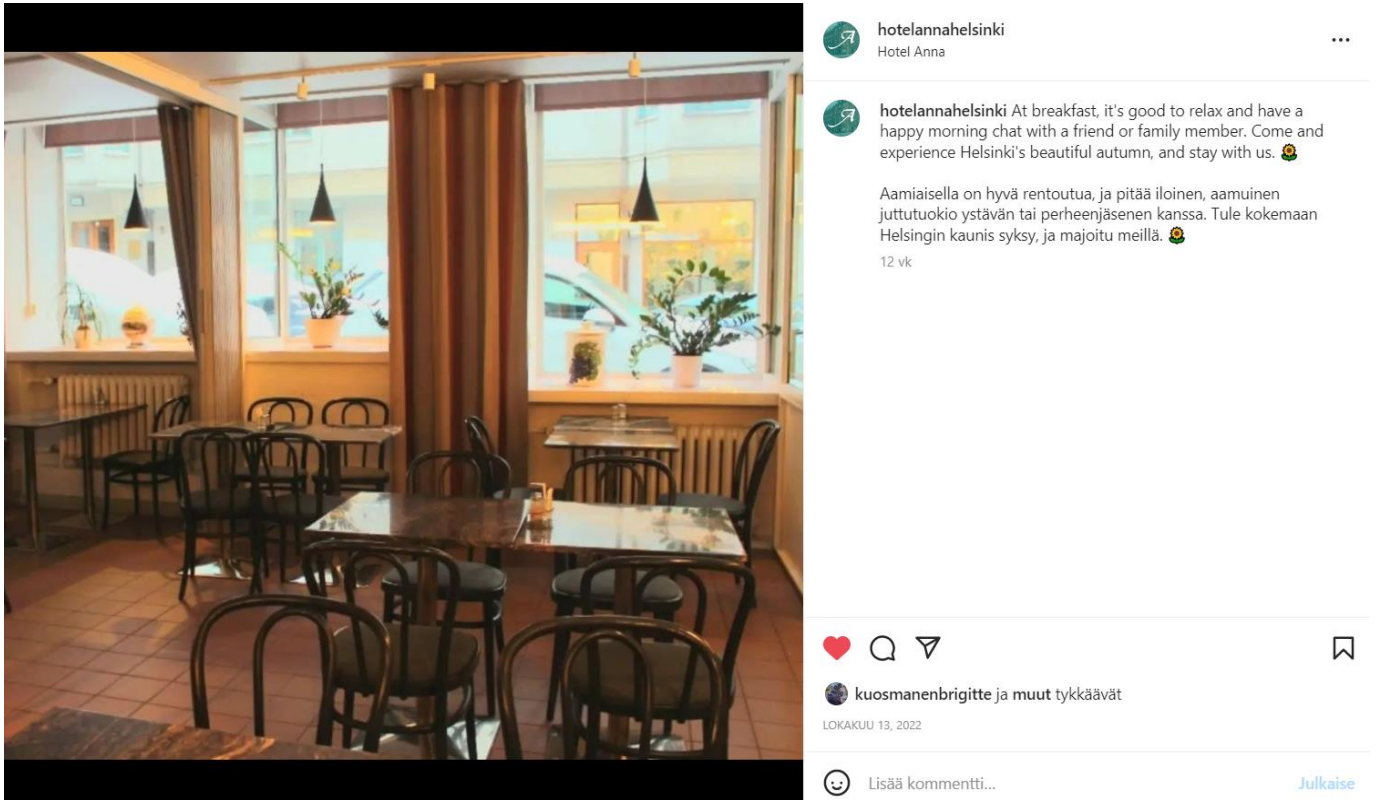 hotelannahelsinki
Hotel Anna
hotelannahelsinki At breakfast, it's good to relax and have a
happy morning chat with a friend or family member. Come and
experience Helsinki's beautiful autumn, and stay with us. 🌻
Aamiaisella on hyvä rentoutua, ja pitää iloinen, aamuinen
juttutuokio ystävän tai perheenjäsenen kanssa. Tule kokemaan
Helsingin kaunis syksy, ja majoitu meillä. 🌻
12 vk
kuosmanenbrigitte ja muut tykkäävät
LOKAKUU 13, 2022
Lisää kommentti...
Julkaise